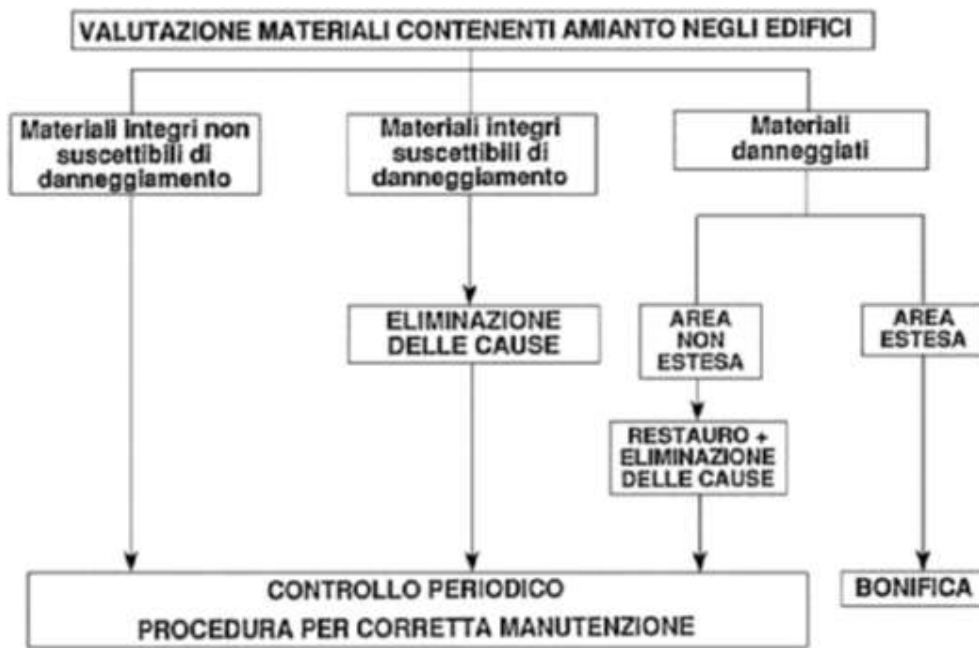 VALUTAZIONE MATERIALI CONTENENTI AMIANTO NEGLI EDIFICI
Materiali integri non
suscettibili di
danneggiamento
Materiali integri
suscettibili di
danneggiamento
Materiali
danneggiati
ELIMINAZIONE
DELLE CAUSE
AREA
NON
ESTESA
AREA
ESTESA
RESTAURO +
ELIMINAZIONE
DELLE CAUSE
CONTROLLO PERIODICO
PROCEDURA PER CORRETTA MANUTENZIONE
BONIFICA